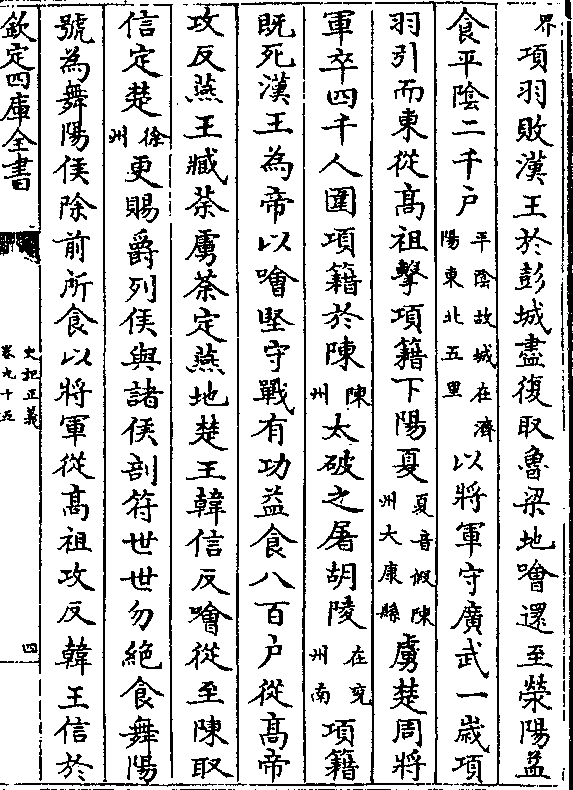 界項羽敗漢王於彭城盡復取魯梁地噲還至滎陽益
食平陰二千戸平陰故城在濟陽東北五里以將軍守廣武一歲項
羽引而東從髙祖擊項籍下陽夏夏音假陳州大康縣虜楚周將
軍卒四千人圍項籍於陳陳州大破之屠胡陵在兖州南項籍
既死漢王為帝以噲堅守戰有功益食八百户從髙帝
攻反燕王臧荼虜荼定燕地楚王韓信反噲從至陳取
信定楚徐州更賜爵列侯與諸侯剖符世世勿絶食舞陽
號為舞陽侯除前所食以將軍從髙祖攻反韓王信於
欽定四庫全書
史記正義
卷九十五
四